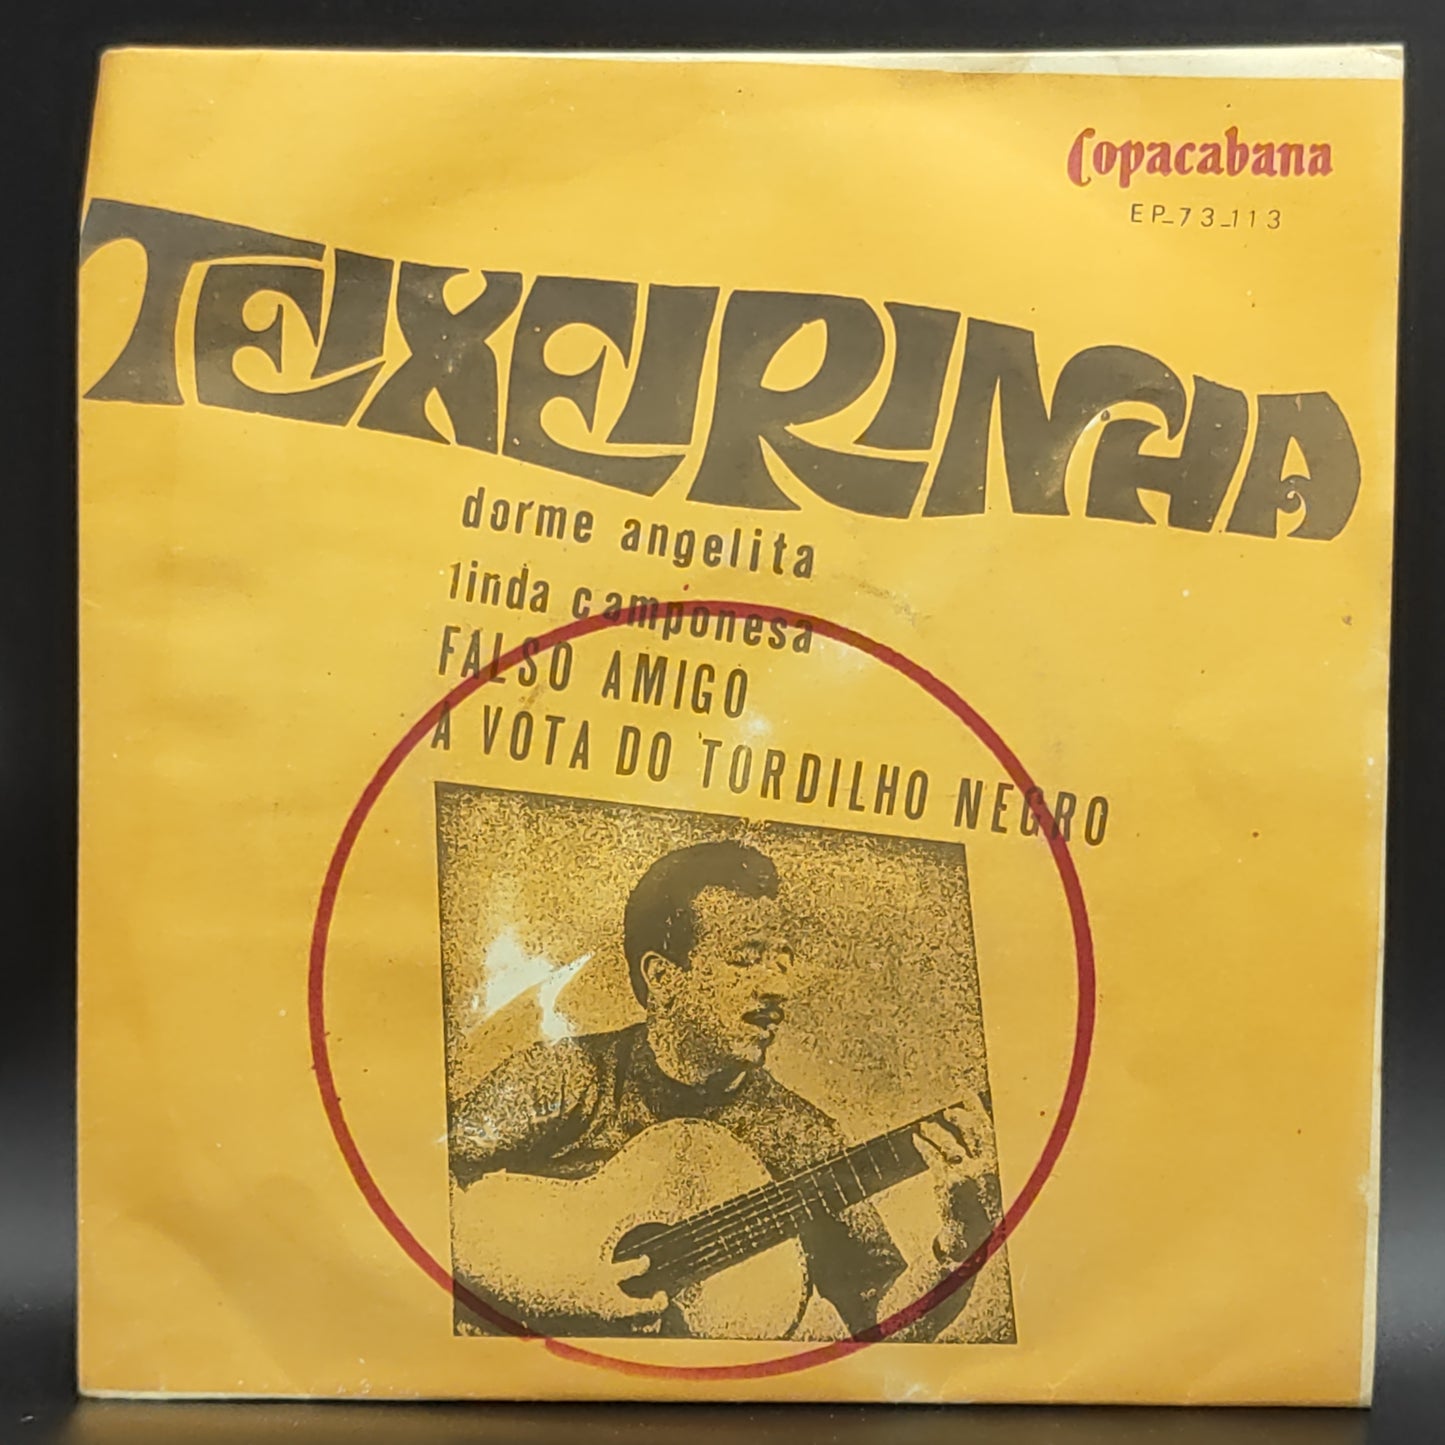 Copacabana
EP_73_113
TEIXEIRINHA
dorme angelita
linda camponesa
FALSO AMIGO
A VOTA DO TORDILHO NEGRO